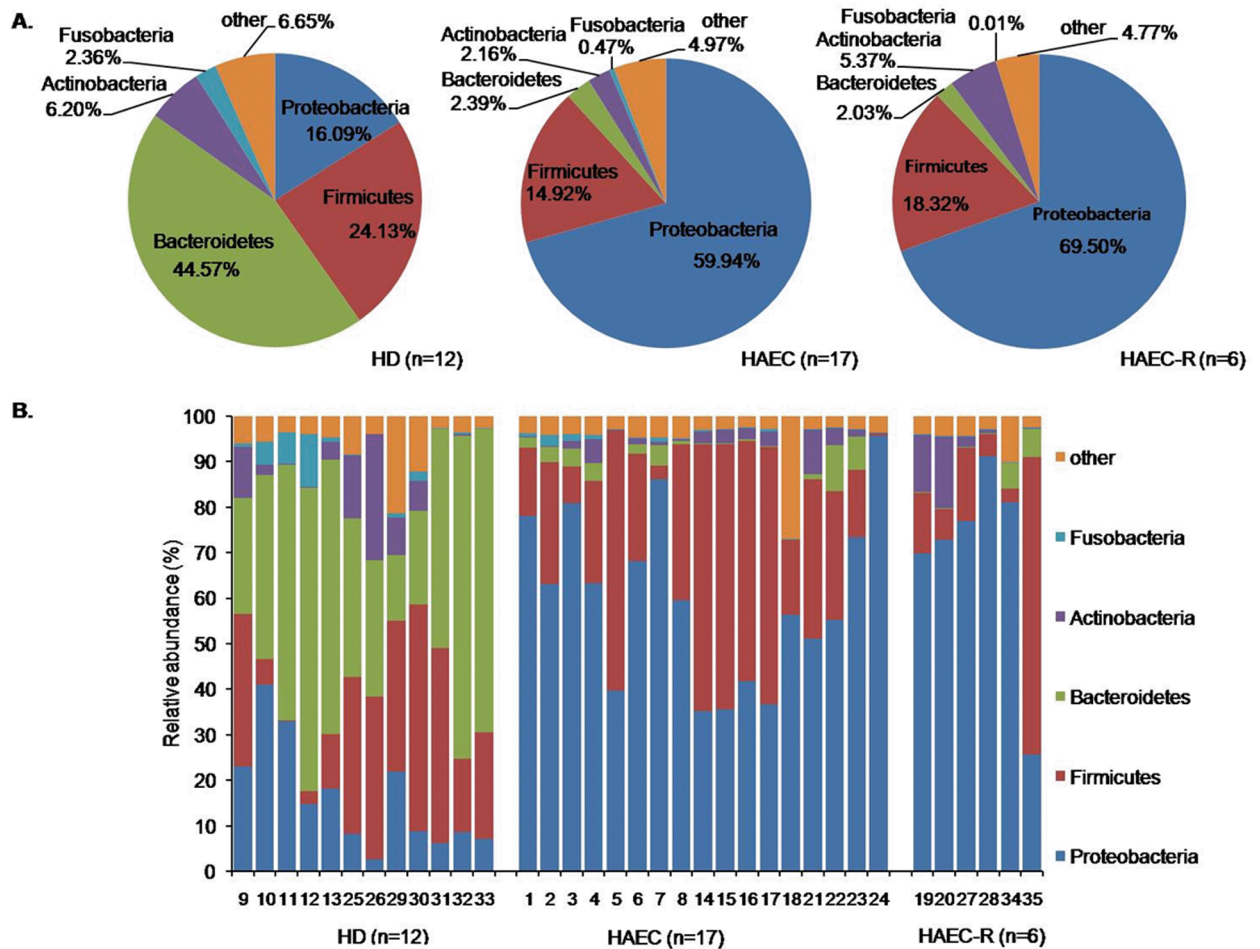 A.
other
6.65%
Fusobacteria
2.36%
Actinobacteria
6.20%
Proteobacteria
16.09%
Firmicutes
24.13%
Bacteroidetes
44.57%
HD (n=12)
other
4.97%
Fusobacteria
0.47%
Actinobacteria
2.16%
Bacteroidetes
2.39%
Firmicutes
14.92%
Proteobacteria
59.94%
HAEC (n=17)
Fusobacteria
0.01%
other
4.77%
Actinobacteria
5.37%
Bacteroidetes
2.03%
Firmicutes
18.32%
Proteobacteria
69.50%
HAEC-R (n=6)
B.
Relative abundance (%)
100
90
80
70
60
50
40
30
20
10
0
9 10 11 12 13 25 26 29 30 31 32 33
HD (n=12)
1 2 3 4 5 6 7 8 14 15 16 17 18 21 22 23 24
HAEC (n=17)
19 20 27 28 34 35
HAEC-R (n=6)
other
Fusobacteria
Actinobacteria
Bacteroidetes
Firmicutes
Proteobacteria